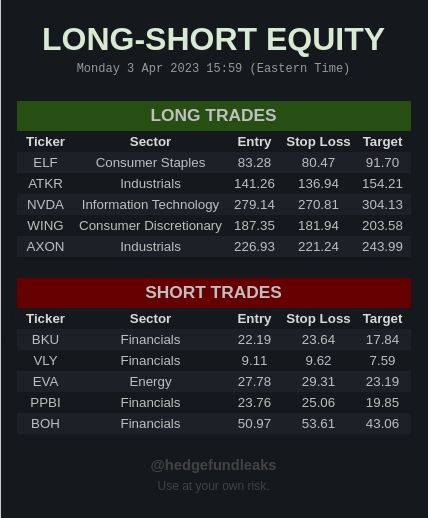 LONG-SHORT EQUITY
Monday 3 Apr 2023 15:59 (Eastern Time)
LONG TRADES
Ticker Sector Entry Stop Loss Target
ELF Consumer Staples 83.28 80.47 91.70
ATKR Industrials 141.26 136.94 154.21
NVDA Information Technology 279.14 270.81 304.13
WING Consumer Discretionary 187.35 181.94 203.58
AXON Industrials 226.93 221.24 243.99
SHORT TRADES
Ticker Sector Entry Stop Loss Target
BKU Financials 22.19 23.64 17.84
VLY Financials 9.11 9.62 7.59
EVA Energy 27.78 29.31 23.19
PPBI Financials 23.76 25.06 19.85
BOH Financials 50.97 53.61 43.06
@hedgefundleaks
Use at your own risk.